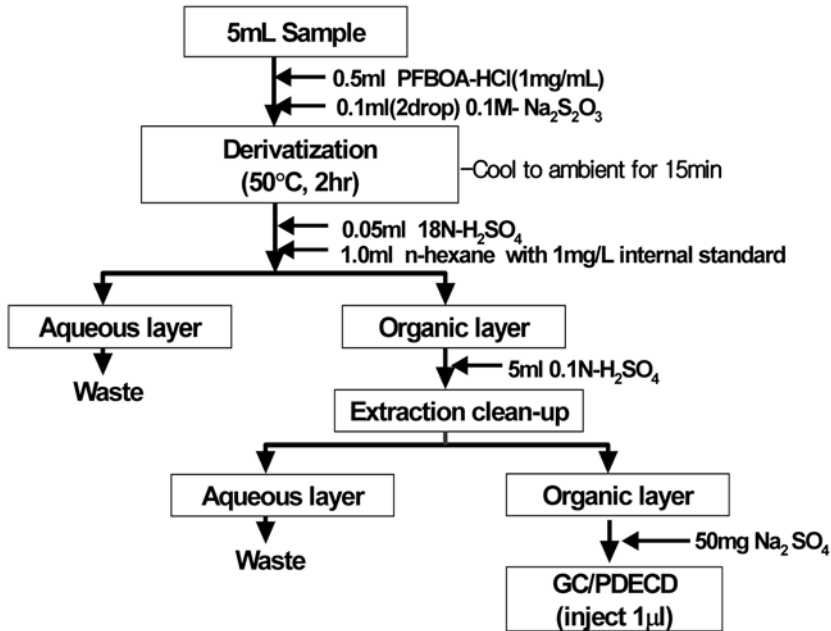 5mL Sample
0.5ml PFBOA-HCl(1mg/mL)
0.1ml(2drop) 0.1M- Na₂S₂O₃
Derivatization
(50°C, 2hr)
Cool to ambient for 15min
0.05ml 18N-H₂SO₄
1.0ml n-hexane with 1mg/L internal standard
Aqueous layer
Organic layer
Waste
5ml 0.1N-H₂SO₄
Extraction clean-up
Aqueous layer
Organic layer
Waste
50mg Na₂SO₄
GC/PDECD
(inject 1µl)